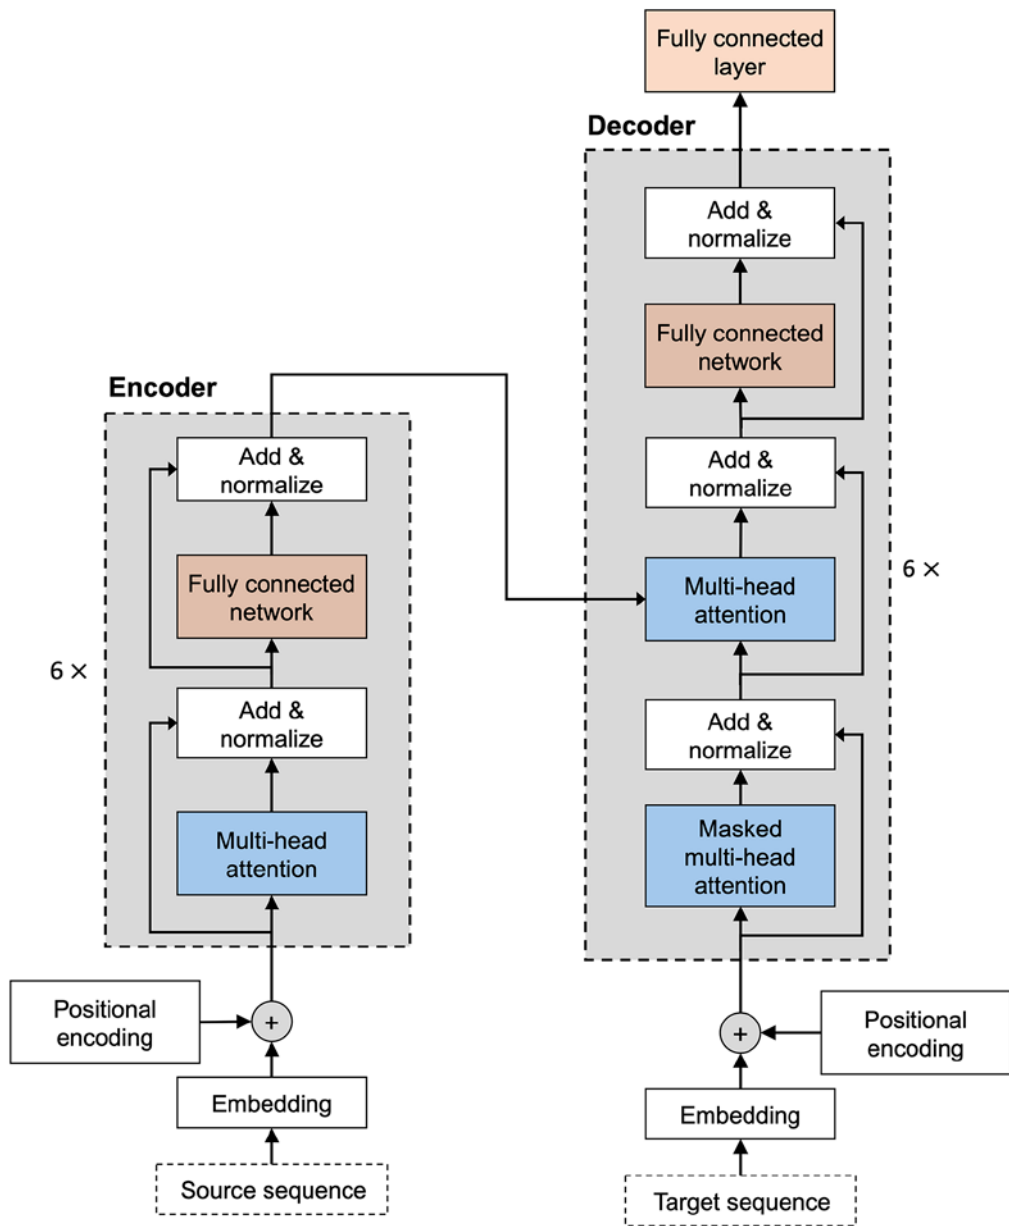 Fully connected
layer
Decoder
Add &
normalize
Fully connected
network
Add &
normalize
Multi-head
attention
6 ×
Add &
normalize
Masked
multi-head
attention
Positional
encoding
+
Embedding
Target sequence
Encoder
Add &
normalize
Fully connected
network
6 ×
Add &
normalize
Multi-head
attention
Positional
encoding
+
Embedding
Source sequence